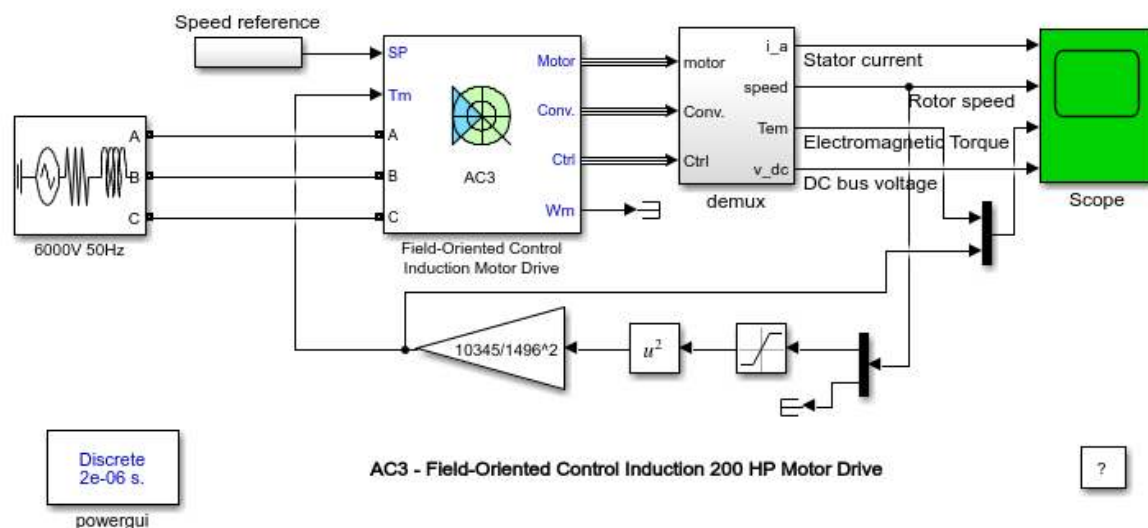 Speed reference
SP
Tm
A
B
C
Motor
Conv.
Ctrl
Wm
AC3
Field-Oriented Control
Induction Motor Drive
A
B
C
6000V 50Hz
motor
Conv.
Ctrl
i_a
speed
Tem
v_dc
demux
Stator current
Rotor speed
Electromagnetic Torque
DC bus voltage
Scope
10345/1496^2
u²
Discrete
2e-06 s.
powergui
AC3 - Field-Oriented Control Induction 200 HP Motor Drive
?